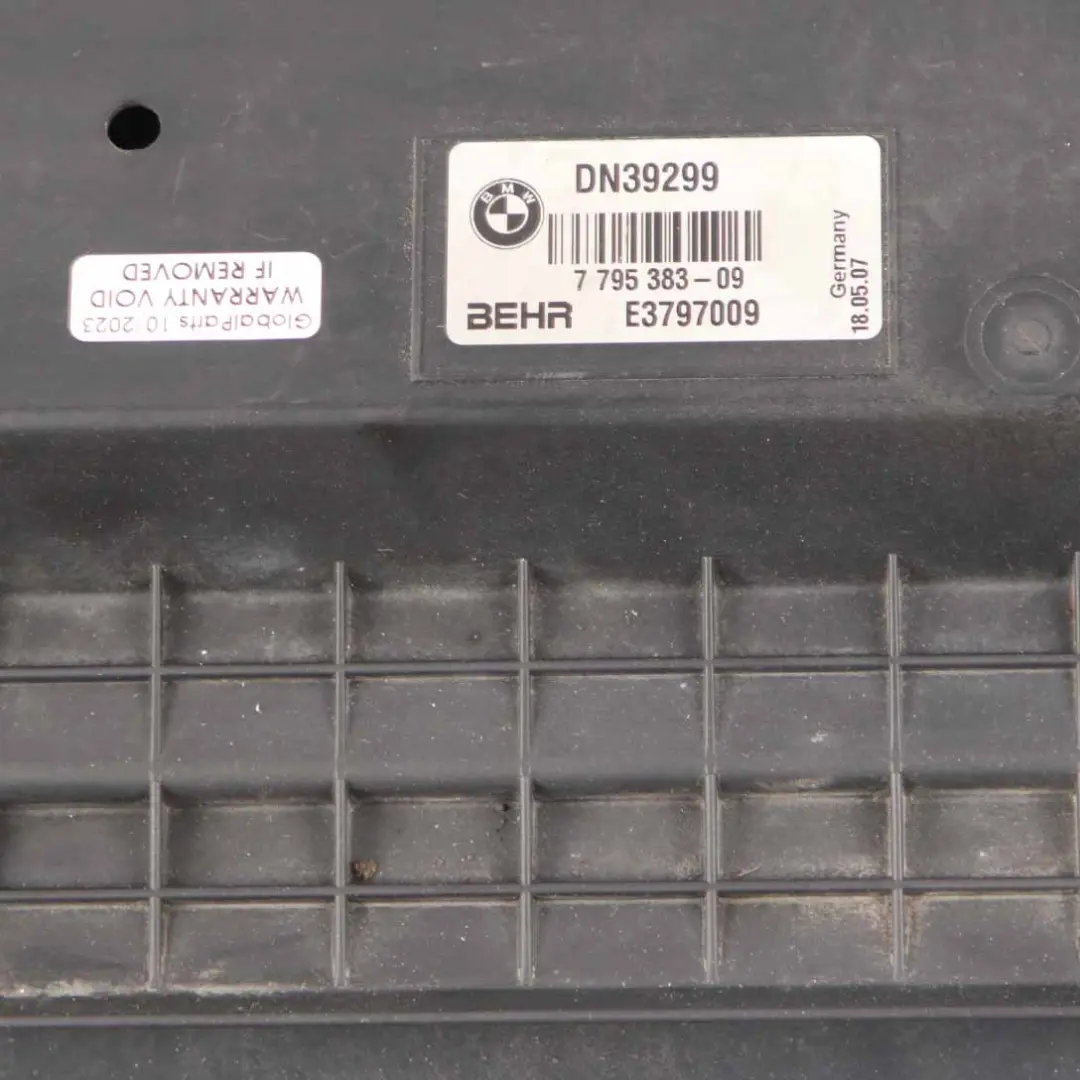 DN39299
BMW
7 795 383-09
BEHR E3797009
Germany
18.05.07
GlobalParts 10/2023
WARRANTY VOID
IF REMOVED